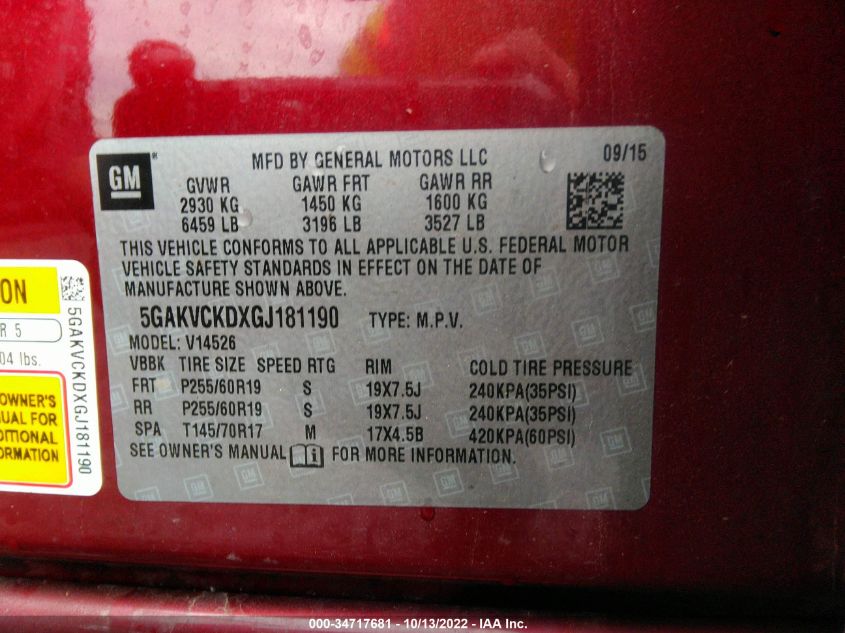 GM
MFD BY GENERAL MOTORS LLC 09/15
GVWR GAWR FRT GAWR RR
2930 KG 1450 KG 1600 KG
6459 LB 3196 LB 3527 LB
THIS VEHICLE CONFORMS TO ALL APPLICABLE U.S. FEDERAL MOTOR
VEHICLE SAFETY STANDARDS IN EFFECT ON THE DATE OF
MANUFACTURE SHOWN ABOVE.
5GAKVCKDXGJ181190 TYPE: M.P.V.
MODEL: V14526
VBBK TIRE SIZE SPEED RTG RIM COLD TIRE PRESSURE
FRT P255/60R19 S 19X7.5J 240KPA(35PSI)
RR P255/60R19 S 19X7.5J 240KPA(35PSI)
SPA T145/70R17 M 17X4.5B 420KPA(60PSI)
SEE OWNER'S MANUAL FOR MORE INFORMATION.
ON
R 5
04 lbs.
OWNER'S
UAL FOR
DITIONAL
ORMATION
5GAKVCKDXGJ181190
000-34717681 - 10/13/2022 - IAA Inc.